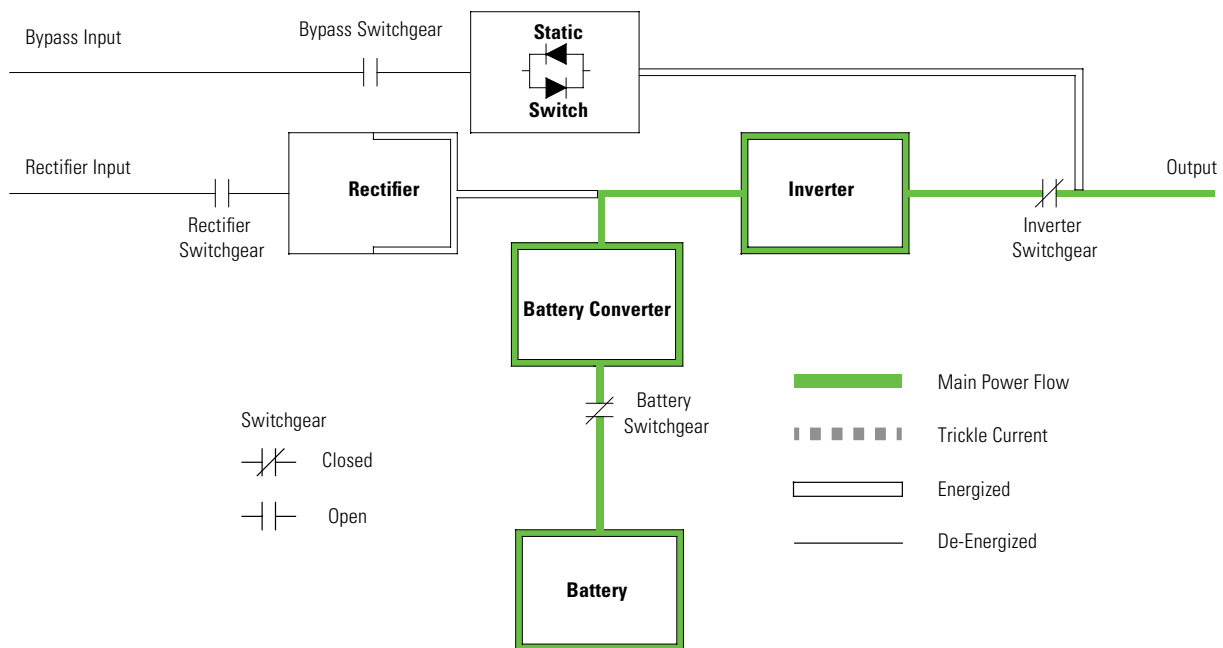 Bypass Input
Bypass Switchgear
Static
Switch
Rectifier Input
Rectifier
Switchgear
Rectifier
Inverter
Inverter
Switchgear
Output
Battery Converter
Battery
Switchgear
Battery
Switchgear
Closed
Open
Main Power Flow
Trickle Current
Energized
De-Energized